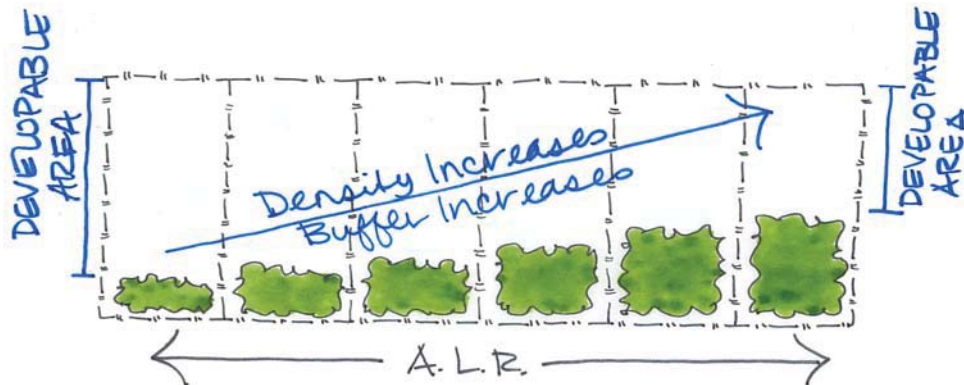 DEVELOPABLE
AREA
Density Increases
Buffer Increases
DEVELOPABLE
AREA
A.L.R.